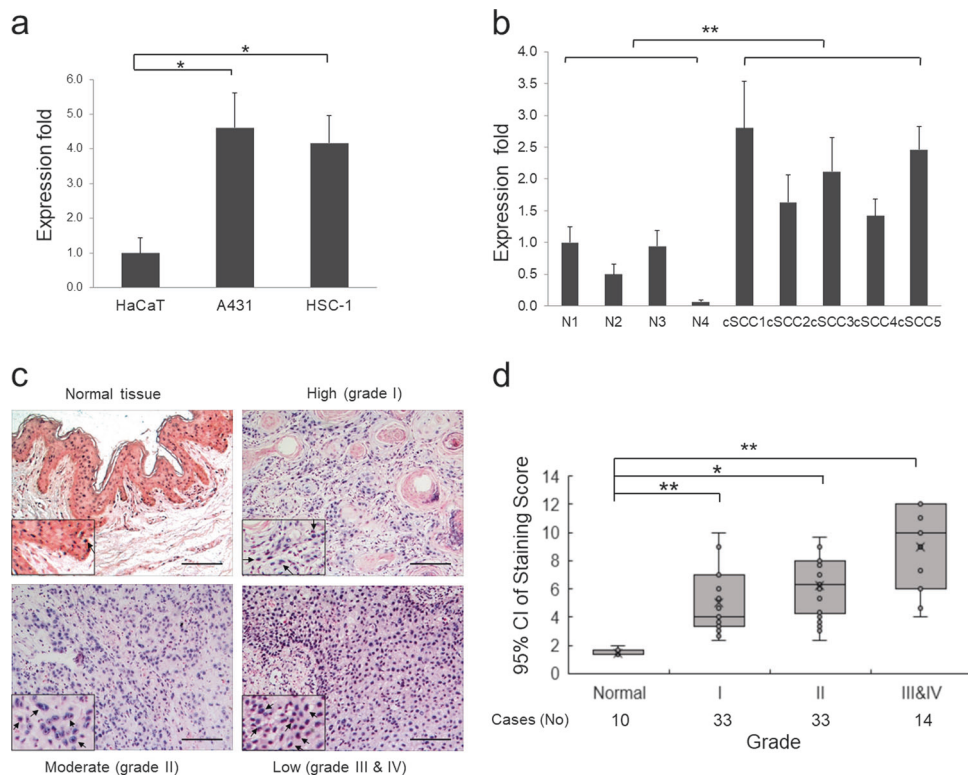 a
*
*
Expression fold
6.0
5.0
4.0
3.0
2.0
1.0
0.0
HaCaT A431 HSC-1
b
**
Expression fold
4.0
3.5
3.0
2.5
2.0
1.5
1.0
0.5
0.0
N1 N2 N3 N4 cSCC1cSCC2cSCC3cSCC4cSCC5
c
Normal tissue High (grade I)
Moderate (grade II) Low (grade III & IV)
d
**
*
**
95% CI of Staining Score
14
12
10
8
6
4
2
0
Normal I II III&IV
Cases (No) 10 33 33 14
Grade